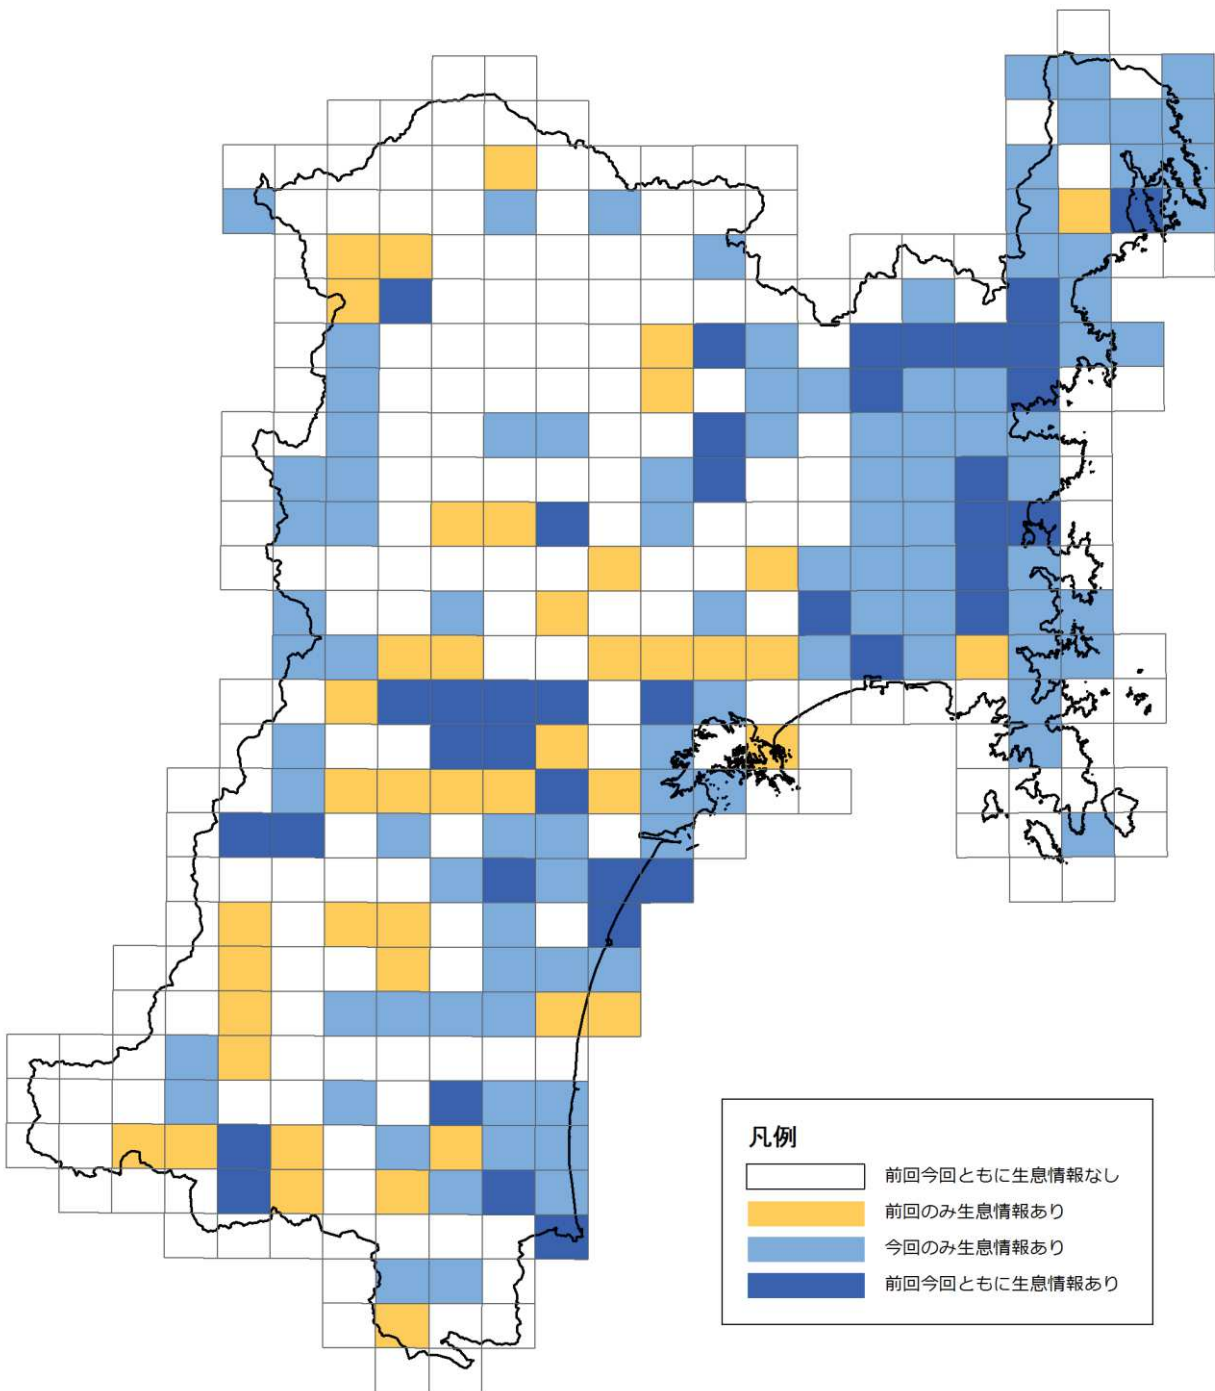 凡例
前回今回ともに生息情報なし
前回のみ生息情報あり
今回のみ生息情報あり
前回今回ともに生息情報あり